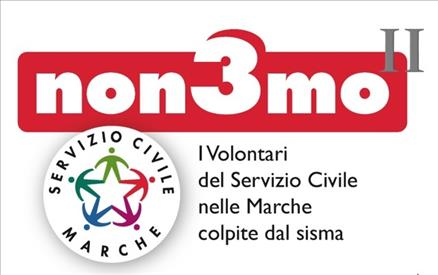 non3mo II
SERVIZIO CIVILE
MARCHE
I Volontari
del Servizio Civile
nelle Marche
colpite dal sisma